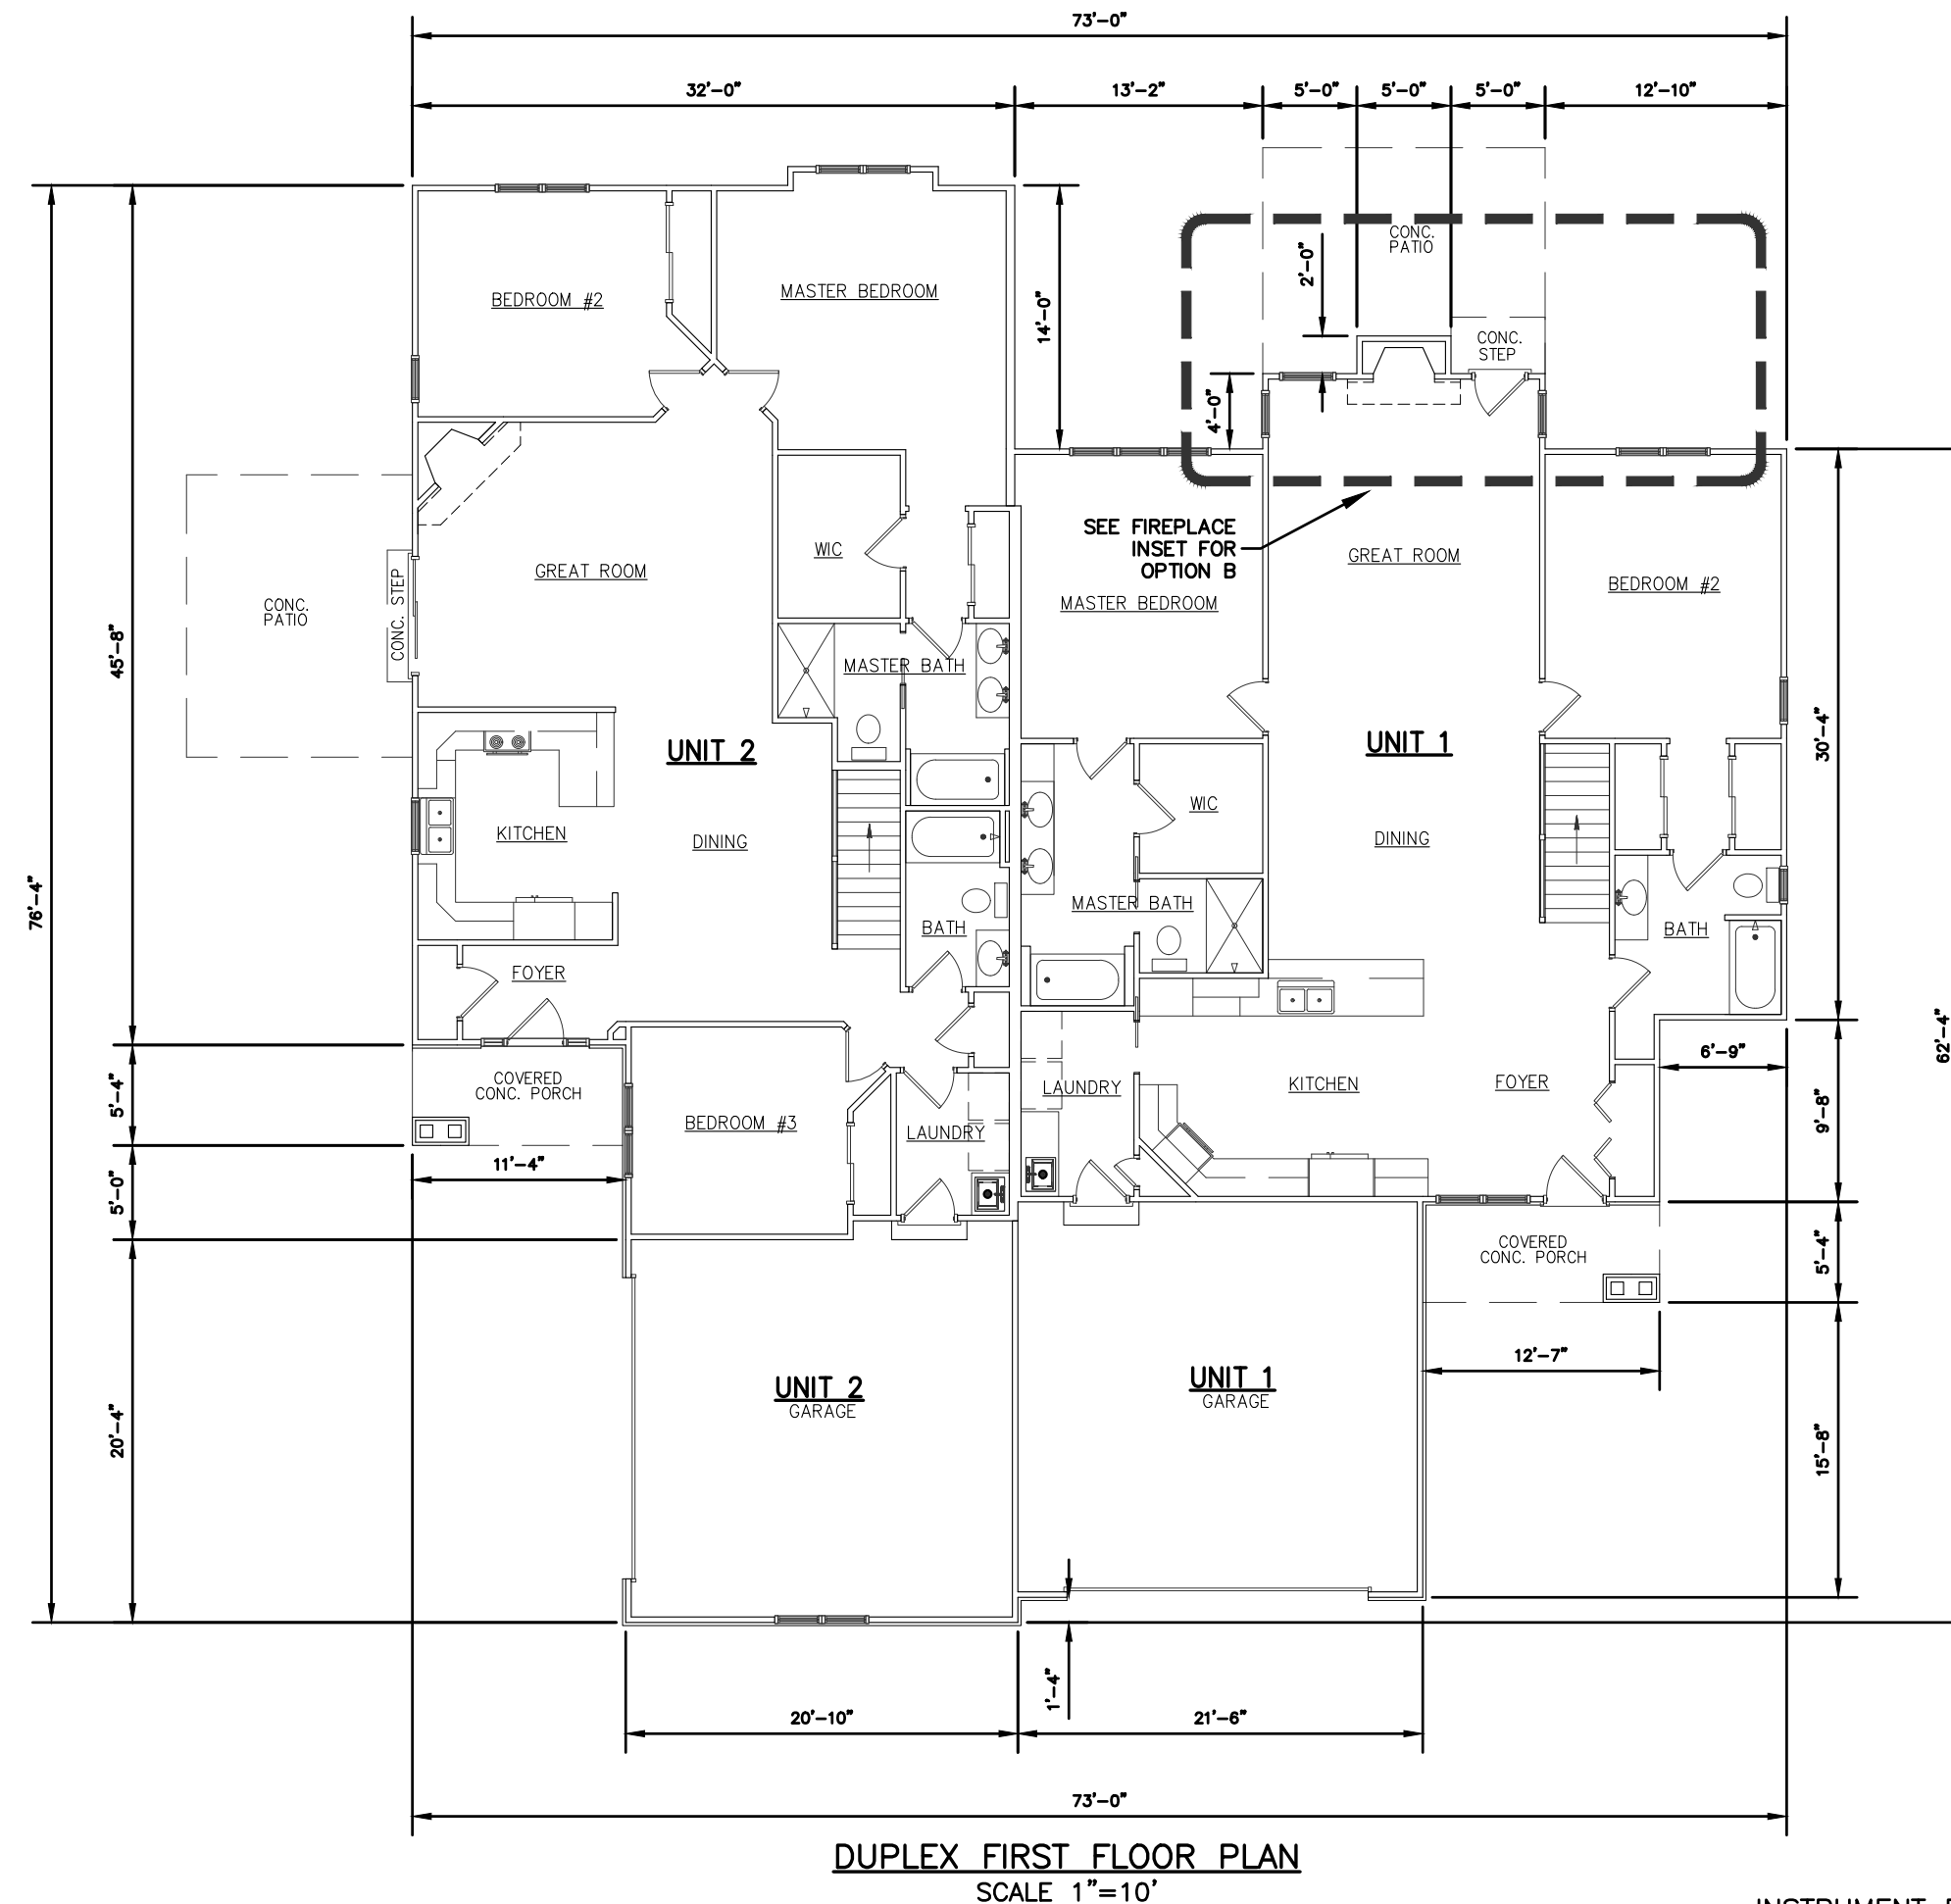 73'-0"
32'-0" 13'-2" 5'-0" 5'-0" 5'-0" 12'-10"
CONC.
PATIO
2'-0"
BEDROOM #2
MASTER BEDROOM
14'-0"
CONC.
STEP
4'-0"
SEE FIREPLACE
INSET FOR
OPTION B
WIC
GREAT ROOM
GREAT ROOM
BEDROOM #2
MASTER BEDROOM
CONC.
PATIO
CONC. STEP
45'-8"
MASTER BATH
UNIT 2
UNIT 1
30'-4"
WIC
KITCHEN
DINING
DINING
76'-4"
MASTER BATH
BATH
BATH
FOYER
62'-4"
6'-9"
COVERED
CONC. PORCH
5'-4"
LAUNDRY
KITCHEN
FOYER
9'-8"
BEDROOM #3
LAUNDRY
11'-4"
5'-0"
COVERED
CONC. PORCH
5'-4"
12'-7"
UNIT 2
GARAGE
UNIT 1
GARAGE
20'-4"
15'-8"
1'-4"
20'-10"
21'-6"
73'-0"
DUPLEX FIRST FLOOR PLAN
SCALE 1"=10'